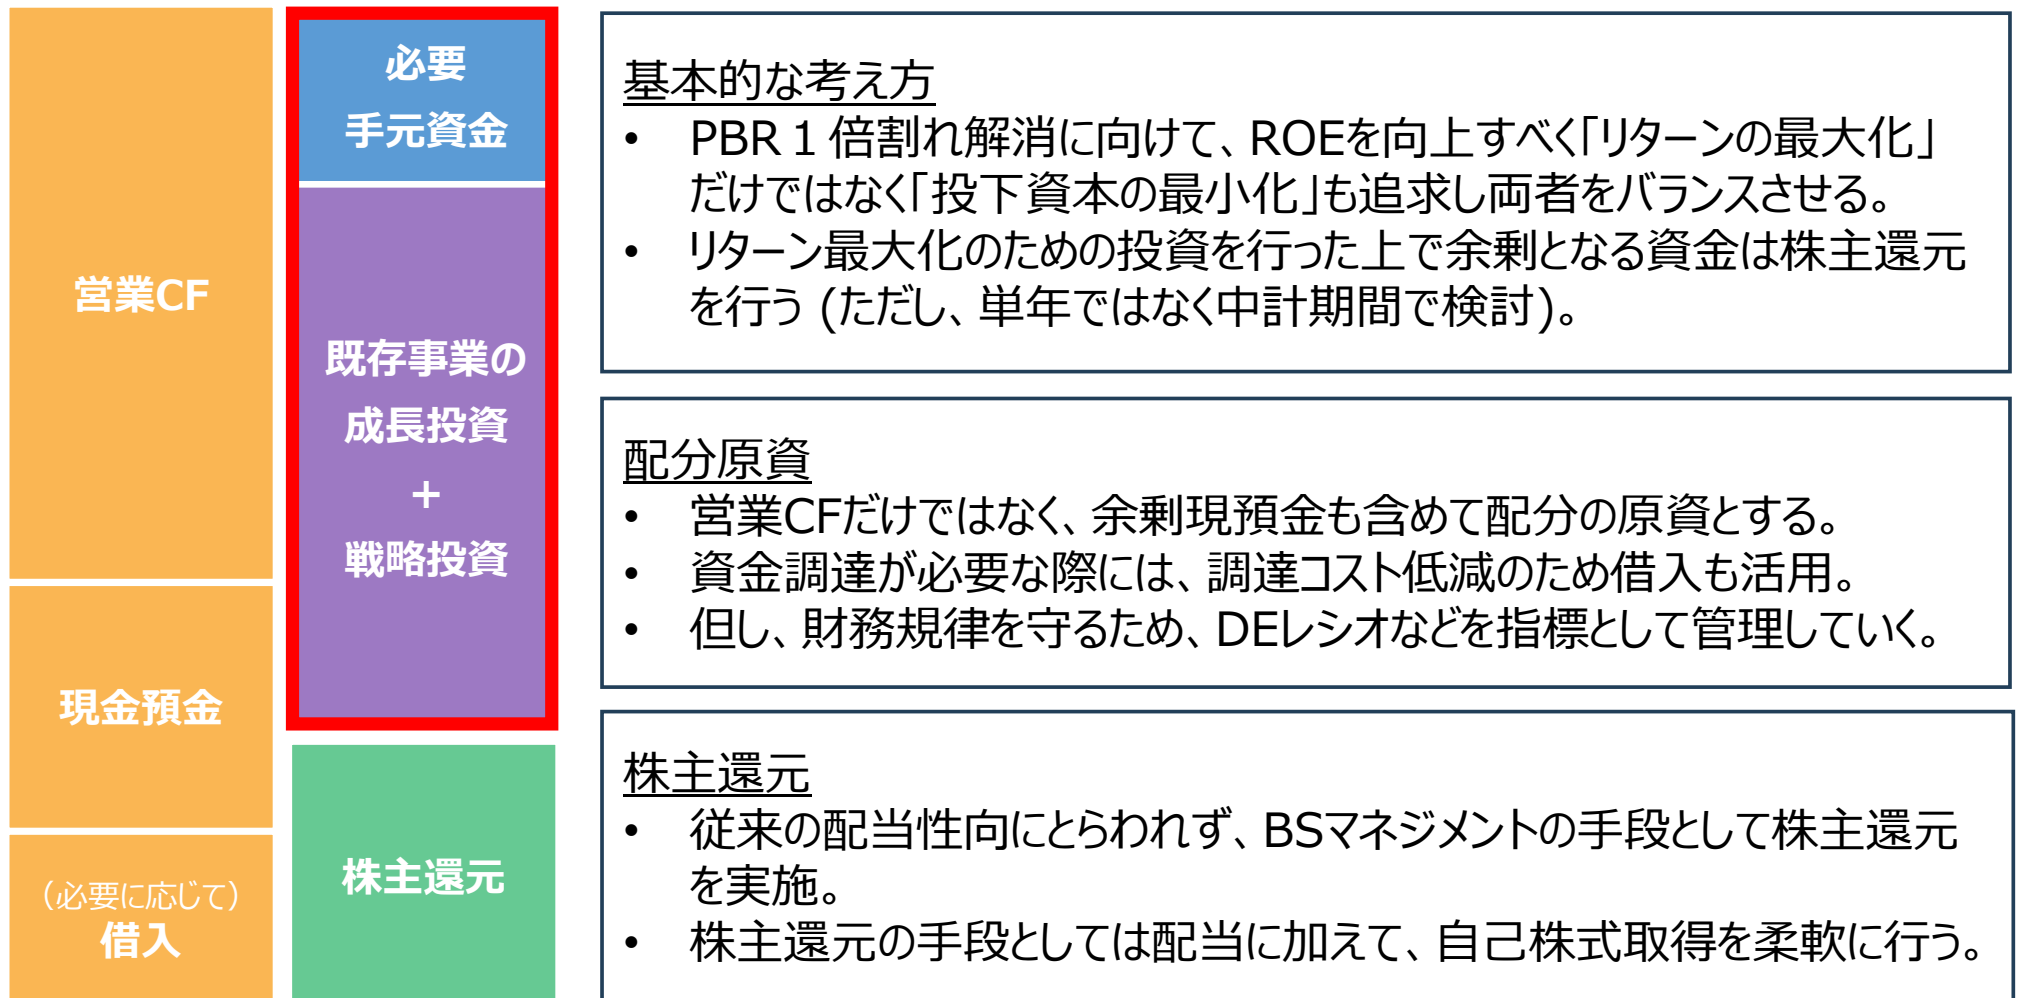 営業CF
現金預金
（必要に応じて）
借入
必要
手元資金
既存事業の
成長投資
+
戦略投資
株主還元
基本的な考え方
• PBR１倍割れ解消に向けて、ROEを向上すべく「リターンの最大化」
だけではなく「投下資本の最小化」も追求し両者をバランスさせる。
• リターン最大化のための投資を行った上で余剰となる資金は株主還元
を行う (ただし、単年ではなく中計期間で検討)。
配分原資
• 営業CFだけではなく、余剰現預金も含めて配分の原資とする。
• 資金調達が必要な際には、調達コスト低減のため借入も活用。
• 但し、財務規律を守るため、DEレシオなどを指標として管理していく。
株主還元
• 従来の配当性向にとらわれず、BSマネジメントの手段として株主還元
を実施。
• 株主還元の手段としては配当に加えて、自己株式取得を柔軟に行う。